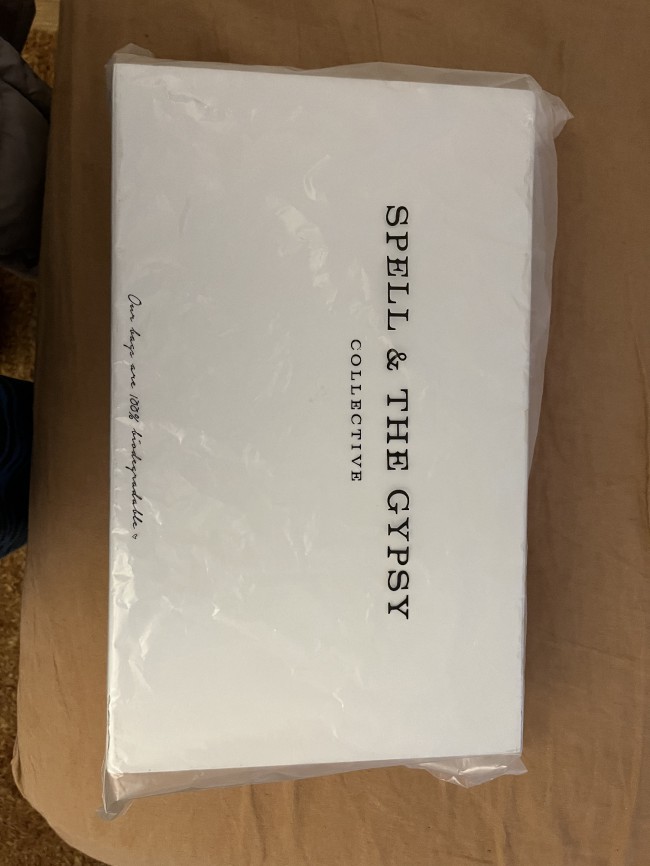 SPELL & THE GYPSY
COLLECTIVE
Our bags are 100% biodegradable